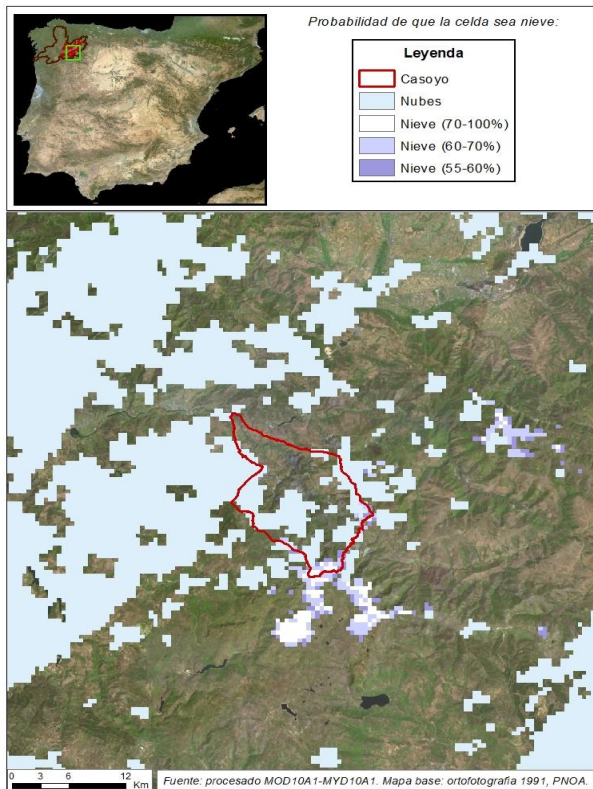 Probabilidad de que la celda sea nieve:
Leyenda
Casoyo
Nubes
Nieve (70-100%)
Nieve (60-70%)
Nieve (55-60%)
0 3 6 12
Km
Fuente: procesado MOD10A1-MYD10A1. Mapa base: ortofotografia 1991, PNOA.